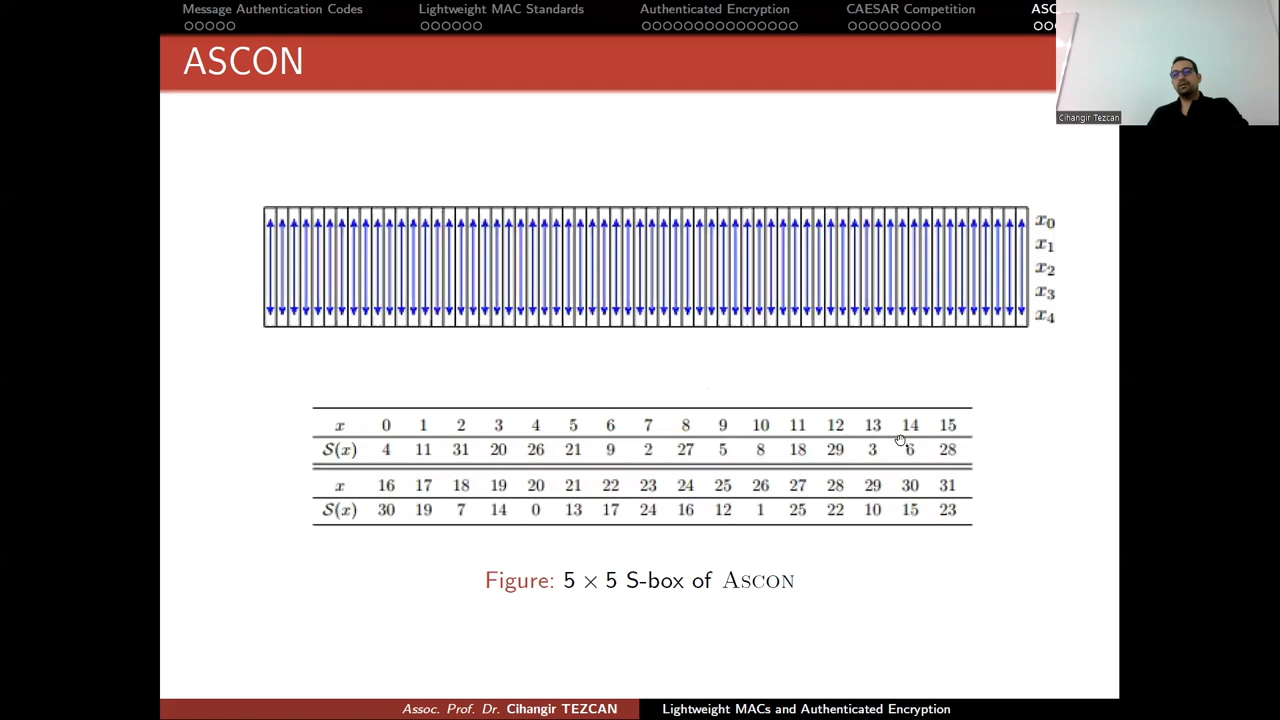 Message Authentication Codes Lightweight MAC Standards Authenticated Encryption CAESAR Competition ASC
ASCON
Cihangir Tezcan
x0
x1
x2
x3
x4
x 0 1 2 3 4 5 6 7 8 9 10 11 12 13 14 15
S(x) 4 11 31 20 26 21 9 2 27 5 8 18 29 3 6 28
x 16 17 18 19 20 21 22 23 24 25 26 27 28 29 30 31
S(x) 30 19 7 14 0 13 17 24 16 12 1 25 22 10 15 23
Figure: 5 × 5 S-box of ASCON
Assoc. Prof. Dr. Cihangir TEZCAN Lightweight MACs and Authenticated Encryption